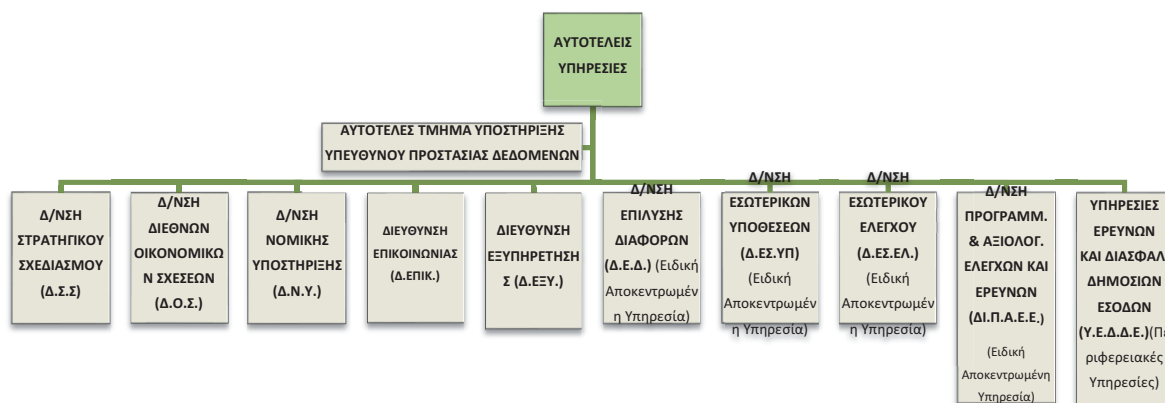 ΑΥΤΟΤΕΛΕΙΣ
ΥΠΗΡΕΣΙΕΣ
ΑΥΤΟΤΕΛΕΣ ΤΜΗΜΑ ΥΠΟΣΤΗΡΙΞΗΣ
ΥΠΕΥΘΥΝΟΥ ΠΡΟΣΤΑΣΙΑΣ ΔΕΔΟΜΕΝΩΝ
Δ/ΝΣΗ
ΣΤΡΑΤΗΓΙΚΟΥ
ΣΧΕΔΙΑΣΜΟΥ
(Δ.Σ.Σ)
Δ/ΝΣΗ
ΔΙΕΘΝΩΝ
ΟΙΚΟΝΟΜΙΚΩ
Ν ΣΧΕΣΕΩΝ
(Δ.Ο.Σ.)
Δ/ΝΣΗ
ΝΟΜΙΚΗΣ
ΥΠΟΣΤΗΡΙΞΗΣ
(Δ.Ν.Υ.)
ΔΙΕΥΘΥΝΣΗ
ΕΠΙΚΟΙΝΩΝΙΑΣ
(Δ.ΕΠΙΚ.)
ΔΙΕΥΘΥΝΣΗ
ΕΞΥΠΗΡΕΤΗΣΗ
Σ (Δ.ΕΞΥ.)
Δ/ΝΣΗ
ΕΠΙΛΥΣΗΣ
ΔΙΑΦΟΡΩΝ
(Δ.Ε.Δ.) (Ειδική
Αποκεντρωμέν
η Υπηρεσία)
Δ/ΝΣΗ
ΕΣΩΤΕΡΙΚΩΝ
ΥΠΟΘΕΣΕΩΝ
(Δ.ΕΣ.ΥΠ)
(Ειδική
Αποκεντρωμέν
η Υπηρεσία)
Δ/ΝΣΗ
ΕΣΩΤΕΡΙΚΟΥ
ΕΛΕΓΧΟΥ
(Δ.ΕΣ.ΕΛ.)
(Ειδική
Αποκεντρωμέν
η Υπηρεσία)
Δ/ΝΣΗ
ΠΡΟΓΡΑΜΜ.
& ΑΞΙΟΛΟΓ.
ΕΛΕΓΧΩΝ ΚΑΙ
ΕΡΕΥΝΩΝ
(ΔΙ.Π.Α.Ε.Ε.)
(Ειδική
Αποκεντρωμένη
Υπηρεσία)
ΥΠΗΡΕΣΙΕΣ
ΕΡΕΥΝΩΝ
ΚΑΙ ΔΙΑΣΦΑΛ
ΔΗΜΟΣΙΩΝ
ΕΣΟΔΩΝ
(Υ.Ε.Δ.Δ.Ε.)(Πε
ριφερειακές
Υπηρεσίες)